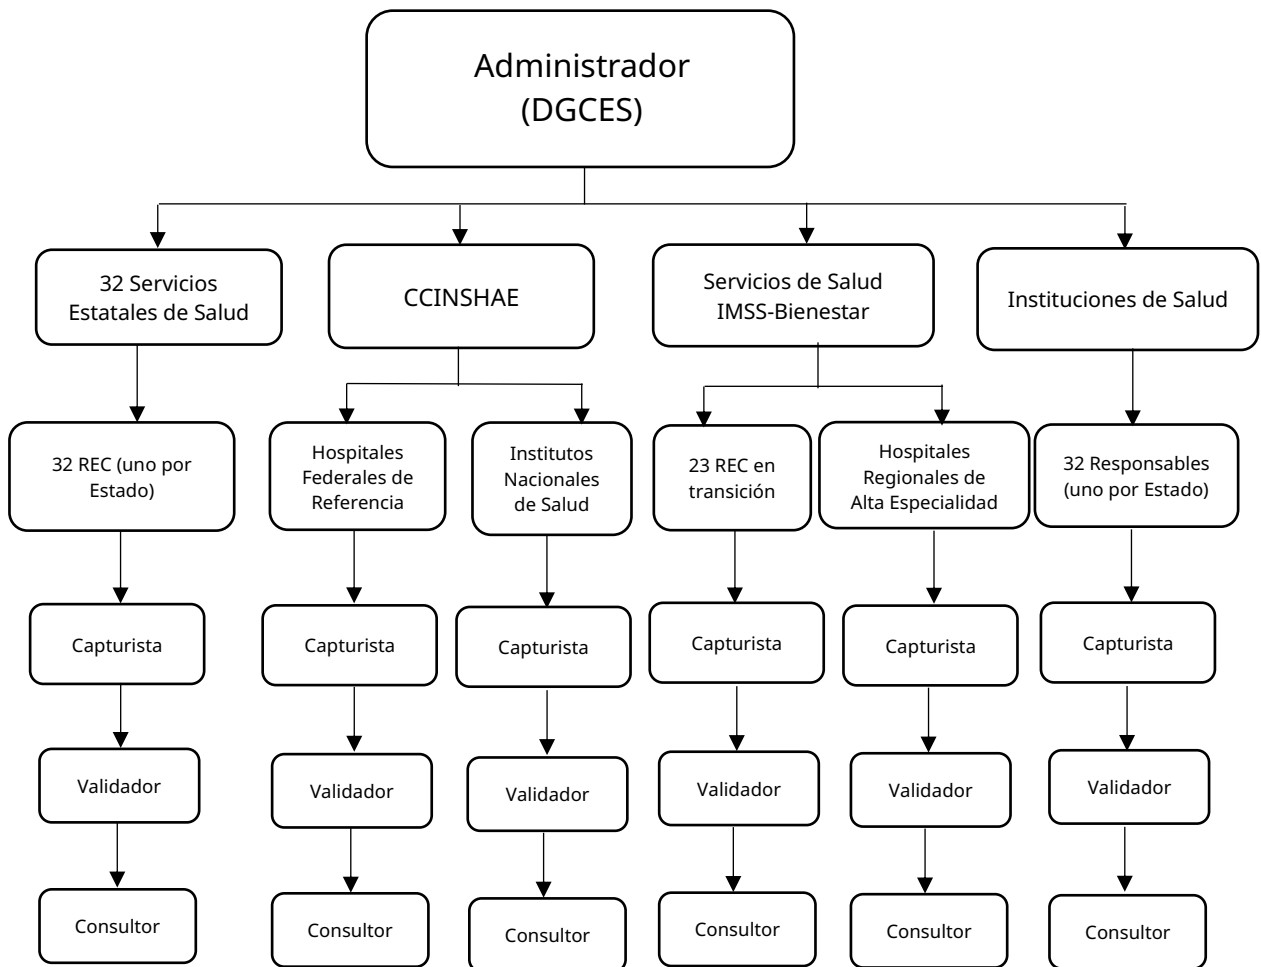 Administrador
(DGCES)
32 Servicios
Estatales de Salud
CCINSHAE
Servicios de Salud
IMSS-Bienestar
Instituciones de Salud
32 REC (uno por
Estado)
Hospitales
Federales de
Referencia
Institutos
Nacionales
de Salud
23 REC en
transición
Hospitales
Regionales de
Alta Especialidad
32 Responsables
(uno por Estado)
Capturista
Capturista
Capturista
Capturista
Capturista
Capturista
Validador
Validador
Validador
Validador
Validador
Validador
Consultor
Consultor
Consultor
Consultor
Consultor
Consultor